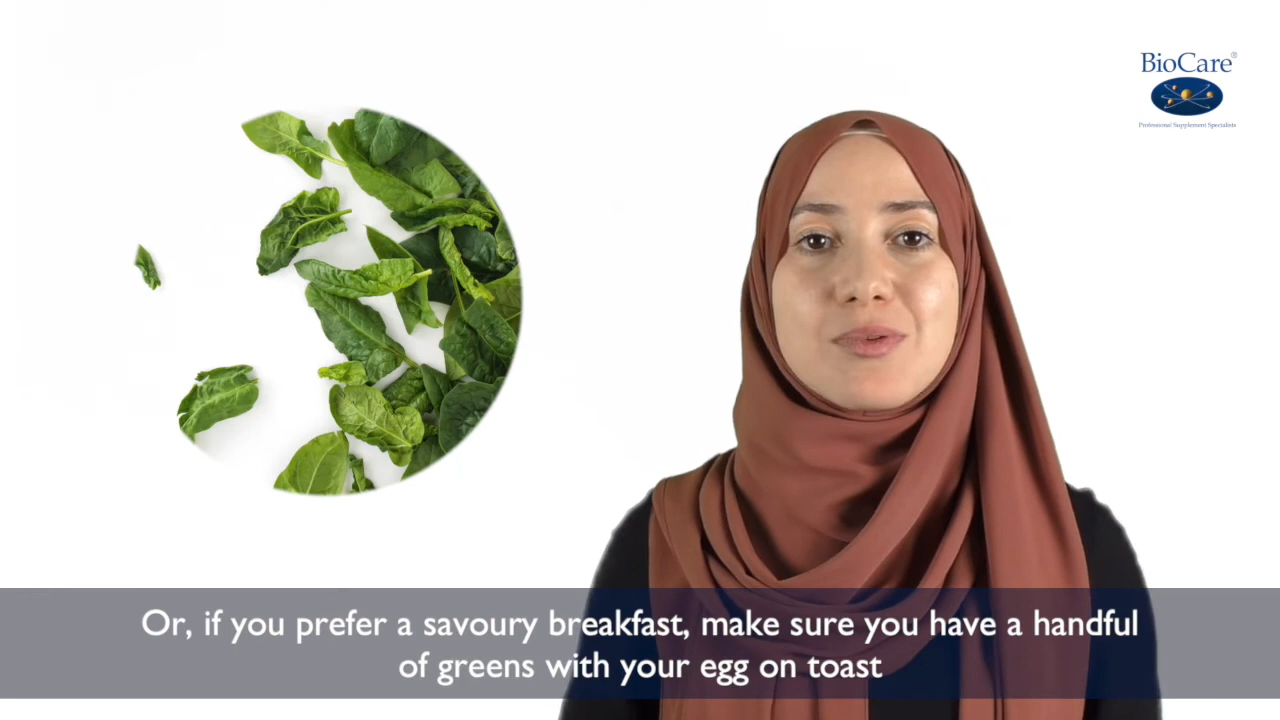 BioCare®
Professional Supplement Specialists
Or, if you prefer a savoury breakfast, make sure you have a handful
of greens with your egg on toast